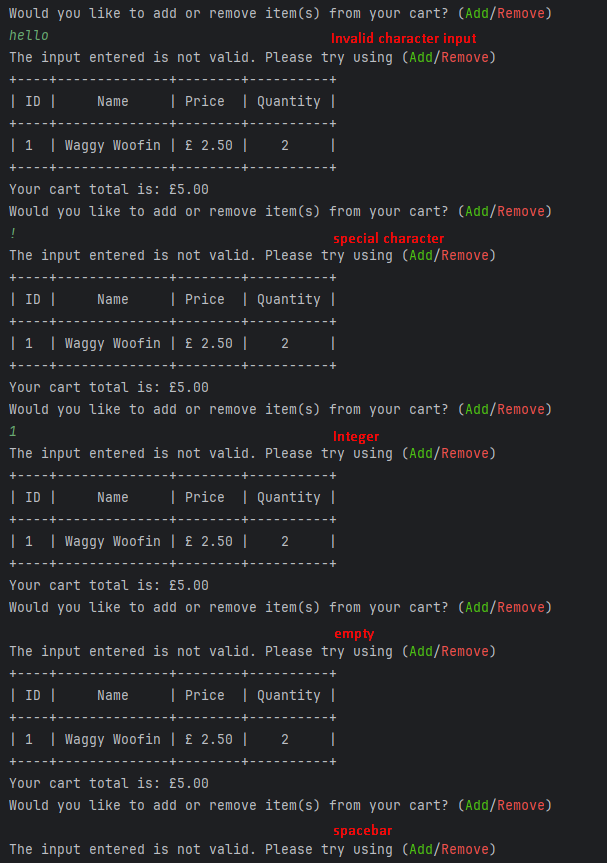 Would you like to add or remove item(s) from your cart? (Add/Remove)
hello
Invalid character input
The input entered is not valid. Please try using (Add/Remove)
+----+--------------+--------+----------+
| ID |     Name     | Price  | Quantity |
+----+--------------+--------+----------+
| 1  | Waggy Woofin | £ 2.50 |    2     |
+----+--------------+--------+----------+
Your cart total is: £5.00
Would you like to add or remove item(s) from your cart? (Add/Remove)
!
special character
The input entered is not valid. Please try using (Add/Remove)
+----+--------------+--------+----------+
| ID |     Name     | Price  | Quantity |
+----+--------------+--------+----------+
| 1  | Waggy Woofin | £ 2.50 |    2     |
+----+--------------+--------+----------+
Your cart total is: £5.00
Would you like to add or remove item(s) from your cart? (Add/Remove)
1
Integer
The input entered is not valid. Please try using (Add/Remove)
+----+--------------+--------+----------+
| ID |     Name     | Price  | Quantity |
+----+--------------+--------+----------+
| 1  | Waggy Woofin | £ 2.50 |    2     |
+----+--------------+--------+----------+
Your cart total is: £5.00
Would you like to add or remove item(s) from your cart? (Add/Remove)
empty
The input entered is not valid. Please try using (Add/Remove)
+----+--------------+--------+----------+
| ID |     Name     | Price  | Quantity |
+----+--------------+--------+----------+
| 1  | Waggy Woofin | £ 2.50 |    2     |
+----+--------------+--------+----------+
Your cart total is: £5.00
Would you like to add or remove item(s) from your cart? (Add/Remove)
spacebar
The input entered is not valid. Please try using (Add/Remove)